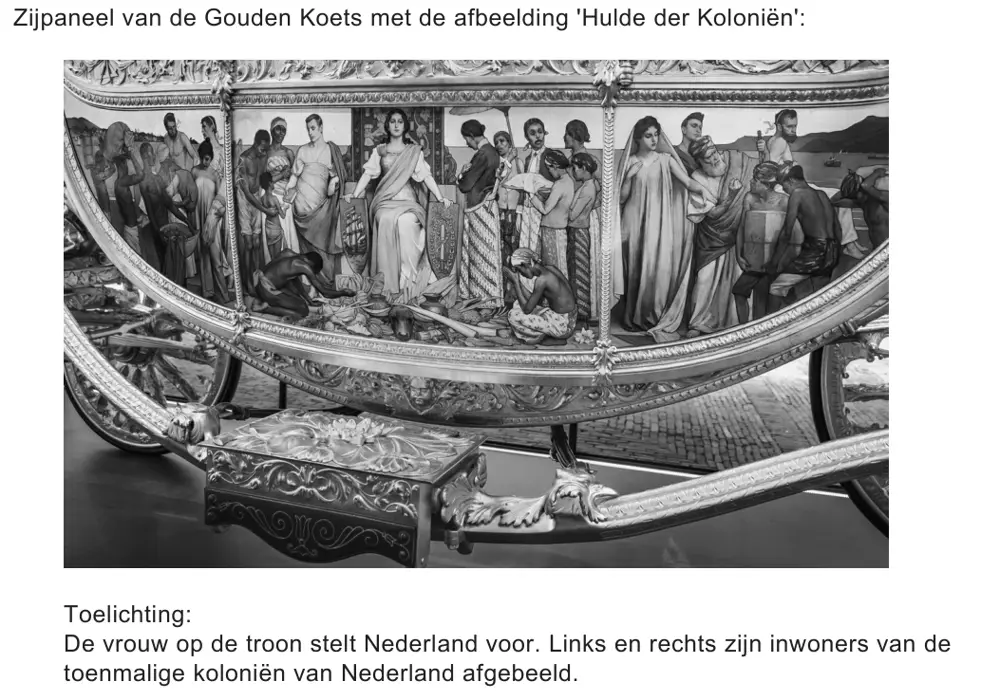 Zijpaneel van de Gouden Koets met de afbeelding 'Hulde der Koloniën':
Toelichting:
De vrouw op de troon stelt Nederland voor. Links en rechts zijn inwoners van de
toenmalige koloniën van Nederland afgebeeld.